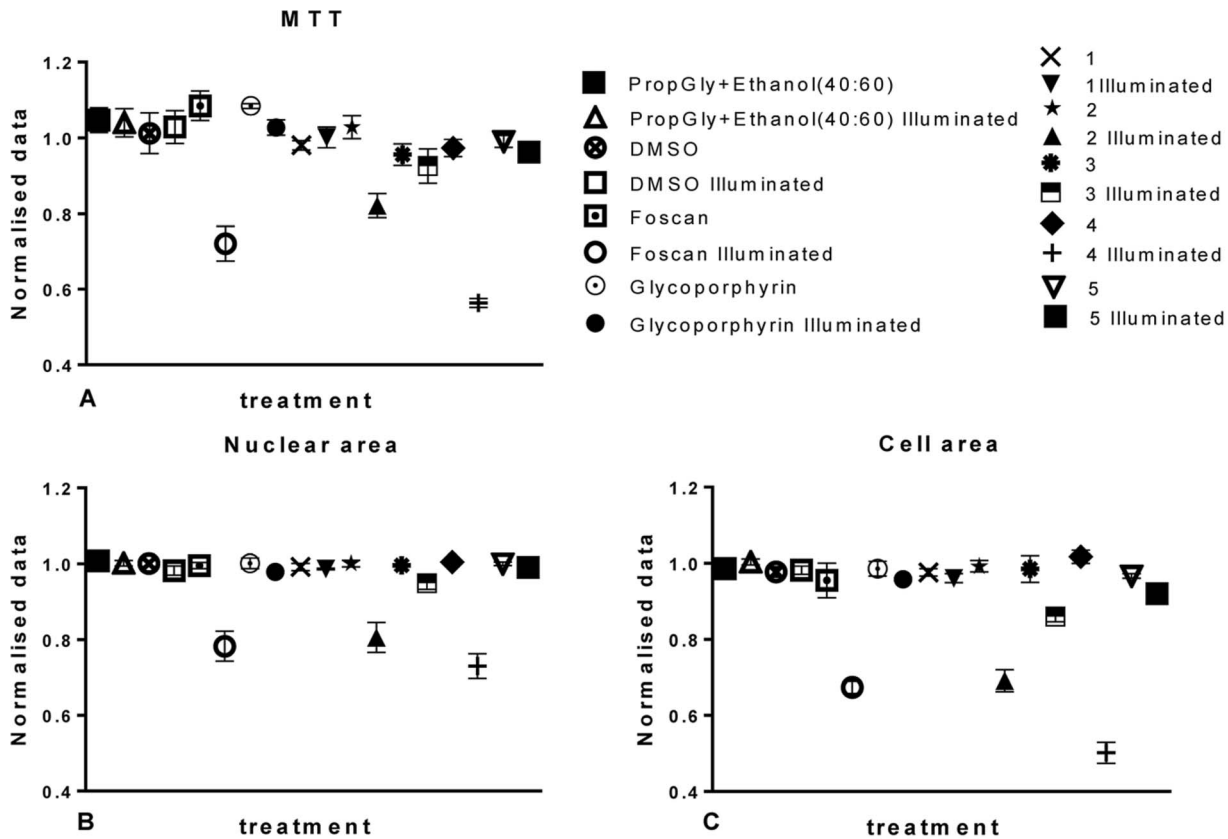 MTT
1.2
1.0
0.8
0.6
0.4
Normalised data
A
treatment
PropGly+Ethanol(40:60)
PropGly+Ethanol(40:60) Illuminated
DMSO
DMSO Illuminated
Foscan
Foscan Illuminated
Glycoporphyrin
Glycoporphyrin Illuminated
1
1 Illuminated
2
2 Illuminated
3
3 Illuminated
4
4 Illuminated
5
5 Illuminated
Nuclear area
1.2
1.0
0.8
0.6
0.4
Normalised data
B
treatment
Cell area
1.2
1.0
0.8
0.6
0.4
Normalised data
C
treatment